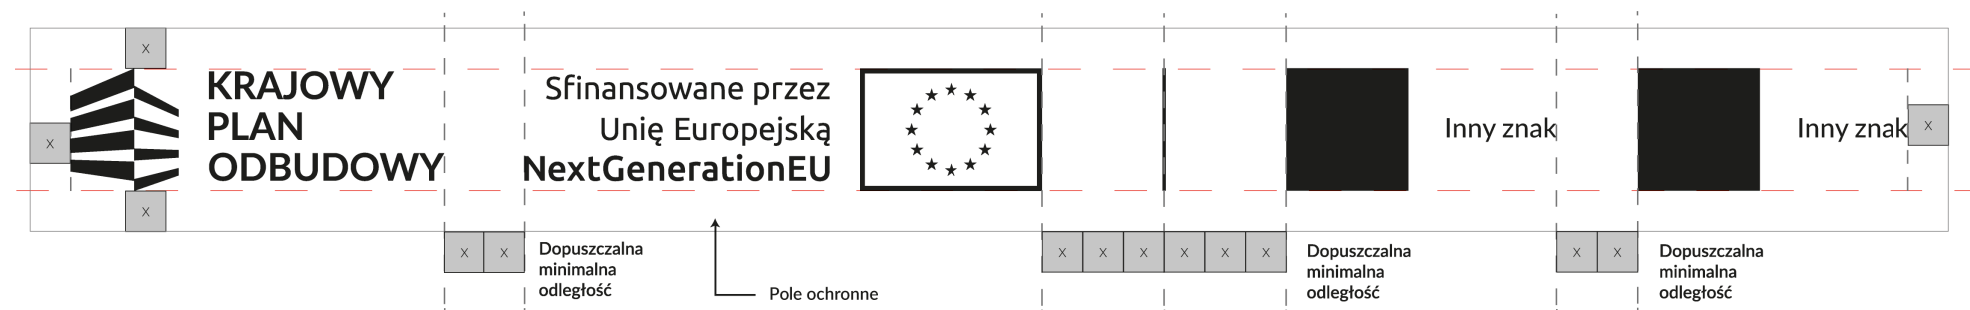 X
KRAJOWY
PLAN
ODBUDOWY
X
X
Sfinansowane przez
Unię Europejską
NextGenerationEU
Inny znak
Inny znak
X
X X
Dopuszczalna
minimalna
odległość
Pole ochronne
X X X X X X
Dopuszczalna
minimalna
odległość
X X
Dopuszczalna
minimalna
odległość